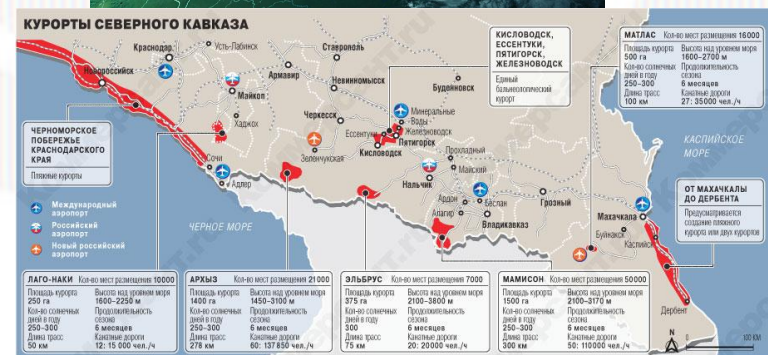 КУРОРТЫ СЕВЕРНОГО КАВКАЗА
Краснодар
Усть-Лабинск
Ставрополь
Новороссийск
Армавир
Невинномысск
Майкоп
Буденновск
Хаджох
Черкесск
Минеральные
Воды
Ессентуки
Железноводск
Пятигорск
Кисловодск
Зеленчукская
Прохладный
Майский
Нальчик
Сочи
Адлер
Ардон
Беслан
Алагир
Владикавказ
Грозный
Махачкала
Буйнакск
Каспийск
Дербент
ЧЕРНОЕ МОРЕ
КАСПИЙСКОЕ
МОРЕ
КИСЛОВОДСК,
ЕССЕНТУКИ,
ПЯТИГОРСК,
ЖЕЛЕЗНОВОДСК
Единый
бальнеологический
курорт
МАТЛАС Кол-во мест размещения 16000
Площадь курорта Высота над уровнем моря
500 га 1600–2700 м
Кол-во солнечных Продолжительность
дней в году сезона
250–300 6 месяцев
Длина трасс Канатные дороги
100 км 27: 35000 чел./ч
ЧЕРНОМОРСКОЕ
ПОБЕРЕЖЬЕ
КРАСНОДАРСКОГО
КРАЯ
Пляжные курорты
Международный
аэропорт
Российский
аэропорт
Новый российский
аэропорт
ОТ МАХАЧКАЛЫ
ДО ДЕРБЕНТА
Предусматривается
создание пляжного
курорта или двух курортов
ЛАГО-НАКИ Кол-во мест размещения 10000
Площадь курорта Высота над уровнем моря
250 га 1600–2250 м
Кол-во солнечных Продолжительность
дней в году сезона
250–300 6 месяцев
Длина трасс Канатные дороги
50 км 12: 15 000 чел./ч
АРХЫЗ Кол-во мест размещения 21 000
Площадь курорта Высота над уровнем моря
1400 га 1450–3100 м
Кол-во солнечных Продолжительность
дней в году сезона
250–300 6 месяцев
Длина трасс Канатные дороги
278 км 60: 137 850 чел./ч
ЭЛЬБРУС Кол-во мест размещения 7000
Площадь курорта Высота над уровнем моря
375 га 2100–3800 м
Кол-во солнечных Продолжительность
дней в году сезона
300 6 месяцев
Длина трасс Канатные дороги
75 км 20: 20000 чел./ч
МАМИСОН Кол-во мест размещения 50000
Площадь курорта Высота над уровнем моря
1500 га 2100–3170 м
Кол-во солнечных Продолжительность
дней в году сезона
250–300 6 месяцев
Длина трасс Канатные дороги
300 км 50: 110000 чел./ч
N
0 100 КМ